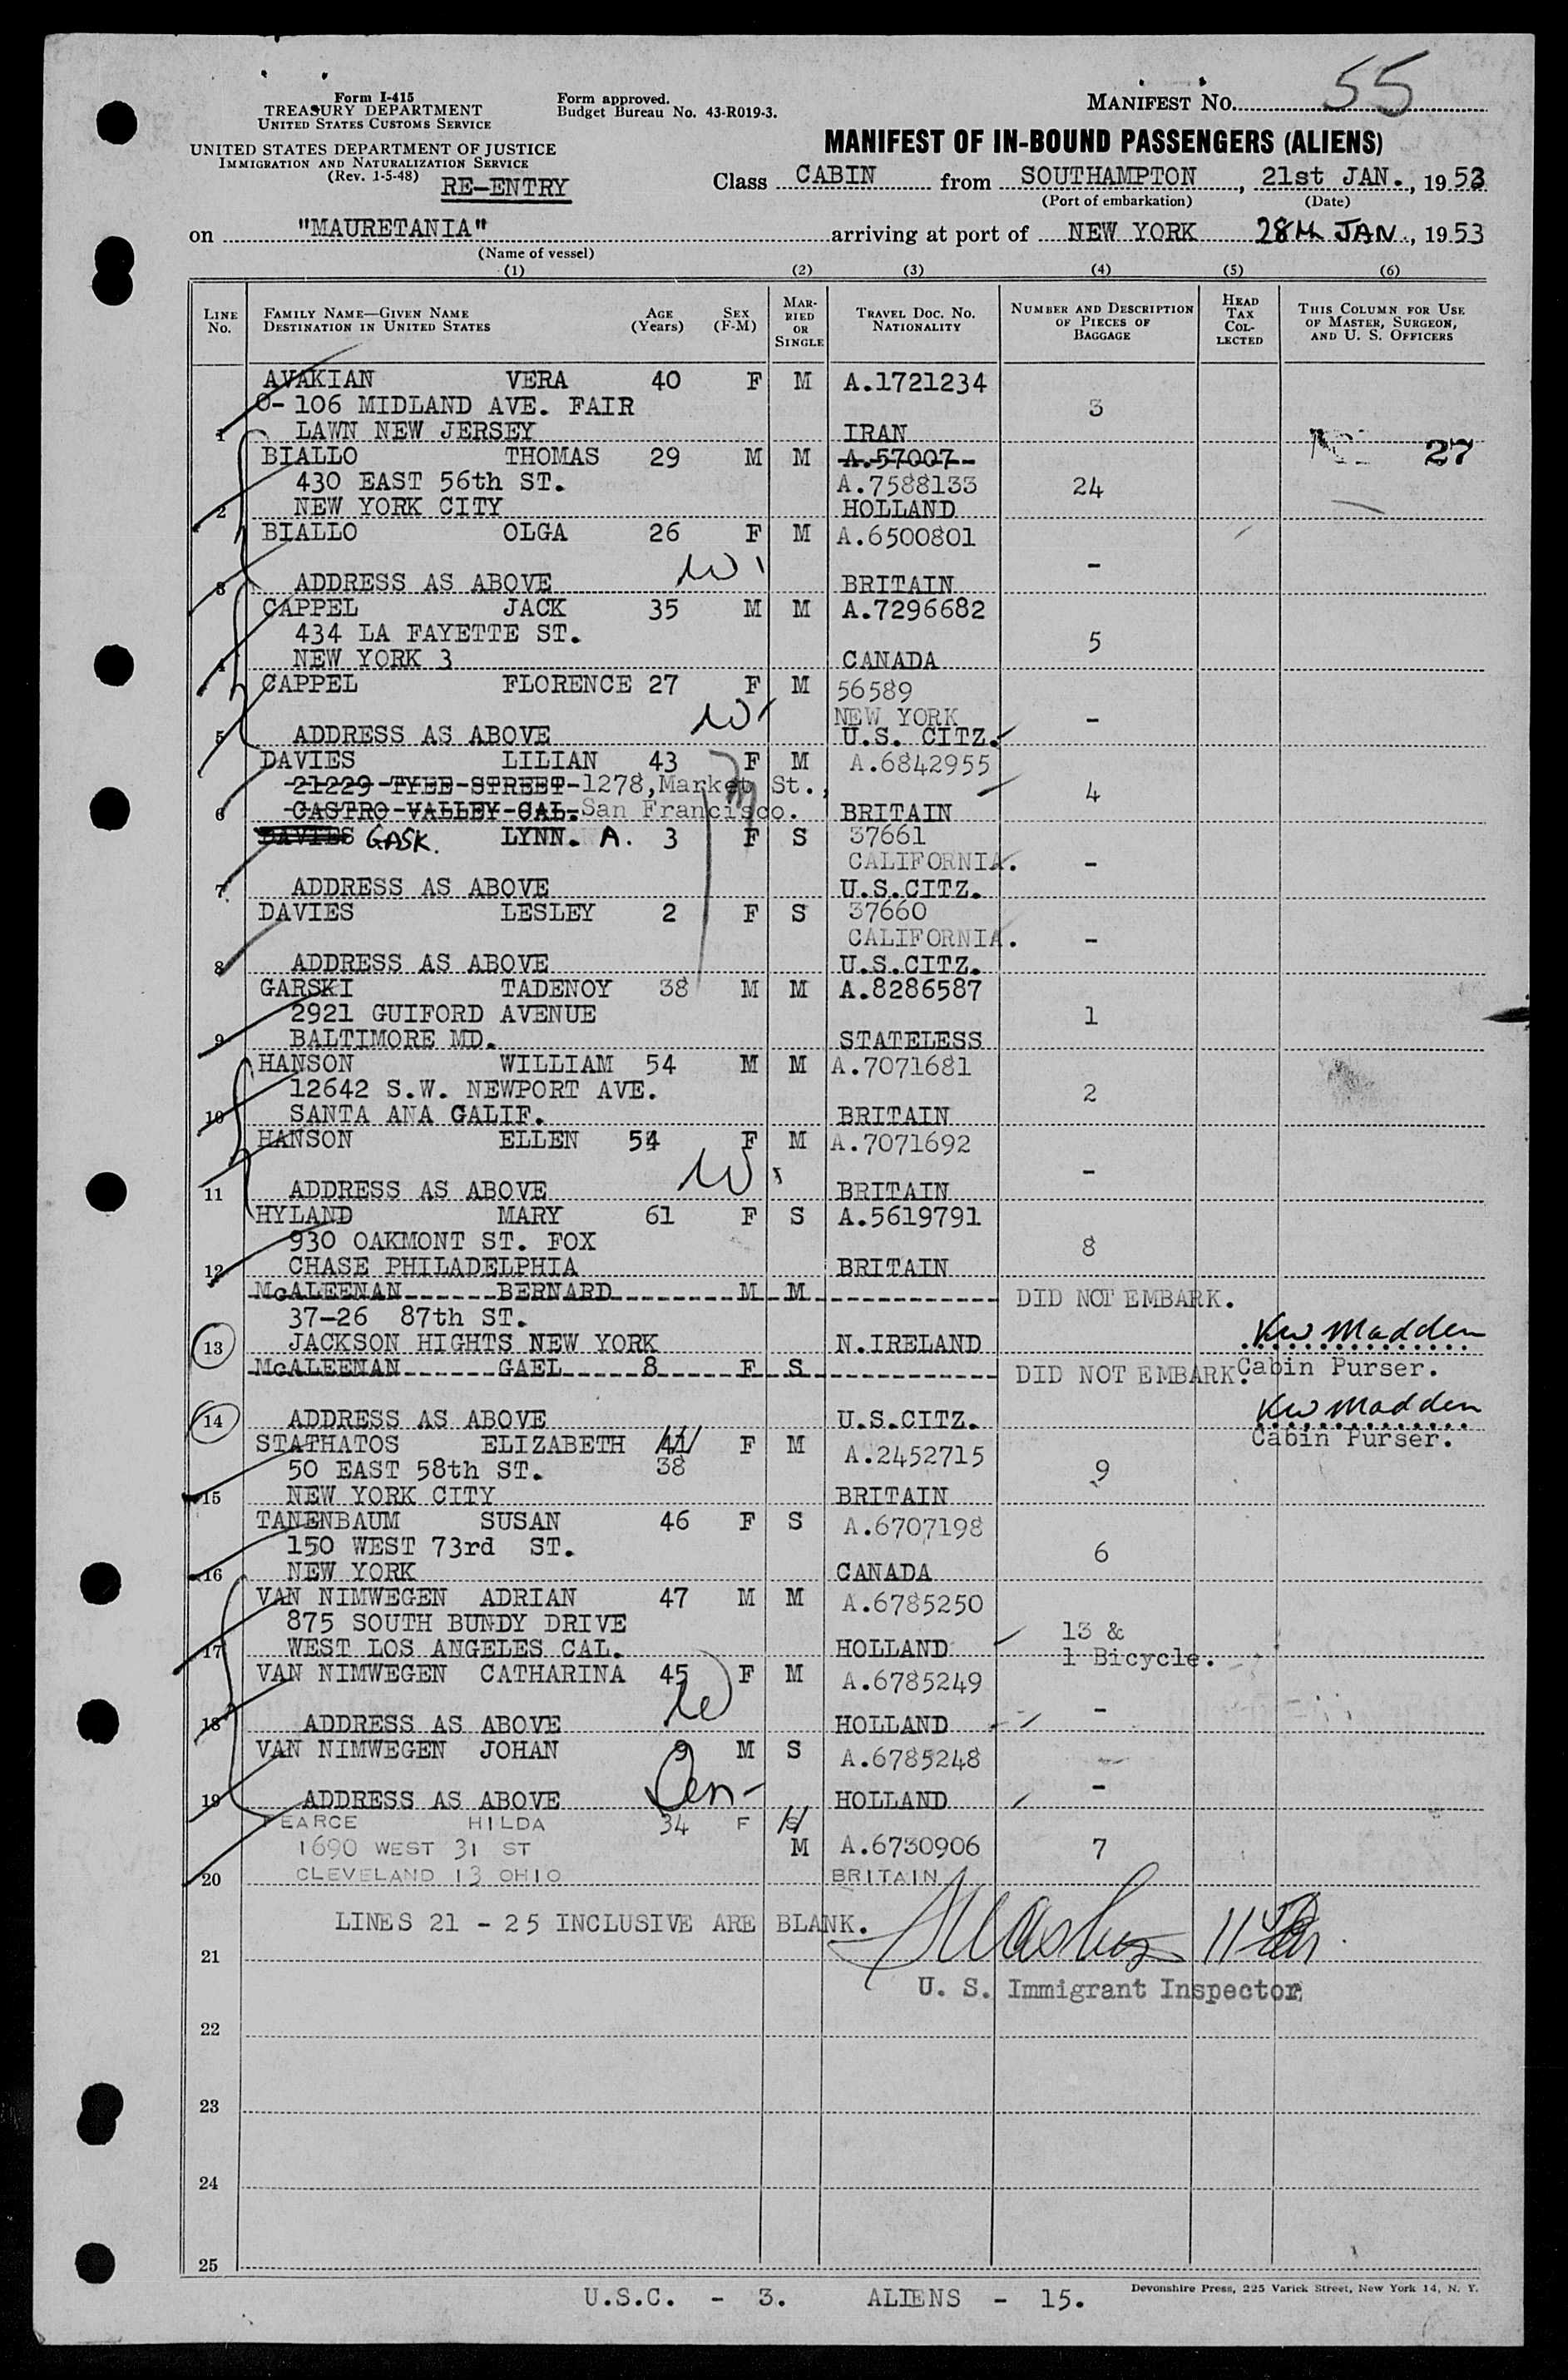 Form I-415
TREASURY DEPARTMENT
UNITED STATES CUSTOMS SERVICE
UNITED STATES DEPARTMENT OF JUSTICE
IMMIGRATION AND NATURALIZATION SERVICE
(Rev. 1-5-48)
RE-ENTRY
Form approved.
Budget Bureau No. 43-R019-3.
MANIFEST NO. 55
MANIFEST OF IN-BOUND PASSENGERS (ALIENS)
Class CABIN from SOUTHAMPTON, 21st JAN., 1953
(Port of embarkation) (Date)
on "MAURETANIA" arriving at port of NEW YORK 28th JAN., 1953
(Name of vessel)
(1) (2) (3) (4) (5) (6)
LINE NO. FAMILY NAME—GIVEN NAME DESTINATION IN UNITED STATES AGE (Years) SEX (F-M) MARRIED OR SINGLE TRAVEL DOC. NO. NATIONALITY NUMBER AND DESCRIPTION OF PIECES OF BAGGAGE HEAD TAX COLLECTED THIS COLUMN FOR USE OF MASTER, SURGEON, AND U. S. OFFICERS
AVAKIAN VERA 40 F M A.1721234
O- 106 MIDLAND AVE. FAIR 3
1 LAWN NEW JERSEY IRAN
BIALLO THOMAS 29 M M A.57007 27
430 EAST 56th ST. A.7588133 24
2 NEW YORK CITY HOLLAND
BIALLO OLGA 26 F M A.6500801
W -
3 ADDRESS AS ABOVE BRITAIN
CAPPEL JACK 35 M M A.7296682
434 LA FAYETTE ST. 5
4 NEW YORK 3 CANADA
CAPPEL FLORENCE 27 F M 56589
W NEW YORK -
5 ADDRESS AS ABOVE U.S. CITZ.
DAVIES LILIAN 43 F M A.6842955
21229 TYEE STREET 1278, Market St., 4
6 CASTRO VALLEY CAL. San Francisco. BRITAIN
DAVIES GASK. LYNN. A. 3 F S 37661
CALIFORNIA. -
7 ADDRESS AS ABOVE U.S.CITZ.
DAVIES LESLEY 2 F S 37660
CALIFORNIA. -
8 ADDRESS AS ABOVE U.S.CITZ.
GARSKI TADENOY 38 M M A.8286587
2921 GUIFORD AVENUE 1
9 BALTIMORE MD. STATELESS
HANSON WILLIAM 54 M M A.7071681
12642 S.W. NEWPORT AVE. 2
10 SANTA ANA GALIF. BRITAIN
HANSON ELLEN 54 F M A.7071692
W -
11 ADDRESS AS ABOVE BRITAIN
HYLAND MARY 61 F S A.5619791
930 OAKMONT ST. FOX 8
12 CHASE PHILADELPHIA BRITAIN
McALEENAN BERNARD M M DID NOT EMBARK.
37-26 87th ST.
13 JACKSON HIGHTS NEW YORK N.IRELAND KW Madden
McALEENAN GAEL 8 F S DID NOT EMBARK. Cabin Purser.
14 ADDRESS AS ABOVE U.S.CITZ. KW Madden
STATHATOS ELIZABETH 41 F M A.2452715 Cabin Purser.
50 EAST 58th ST. 38 9
15 NEW YORK CITY BRITAIN
TANENBAUM SUSAN 46 F S A.6707198
150 WEST 73rd ST. 6
16 NEW YORK CANADA
VAN NIMWEGEN ADRIAN 47 M M A.6785250
875 SOUTH BUNDY DRIVE 13 &
17 WEST LOS ANGELES CAL. HOLLAND 1 Bicycle.
VAN NIMWEGEN CATHARINA 45 F M A.6785249
W -
18 ADDRESS AS ABOVE HOLLAND
VAN NIMWEGEN JOHAN 9 M S A.6785248
-
19 ADDRESS AS ABOVE HOLLAND
PEARCE HILDA 34 F S
1690 WEST 31 ST M A.6730906 7
20 CLEVELAND 13 OHIO BRITAIN
LINES 21 - 25 INCLUSIVE ARE BLANK.
21
U. S. Immigrant Inspector
22
23
24
25
U.S.C. - 3. ALIENS - 15.
Devonshire Press, 225 Varick Street, New York 14, N. Y.